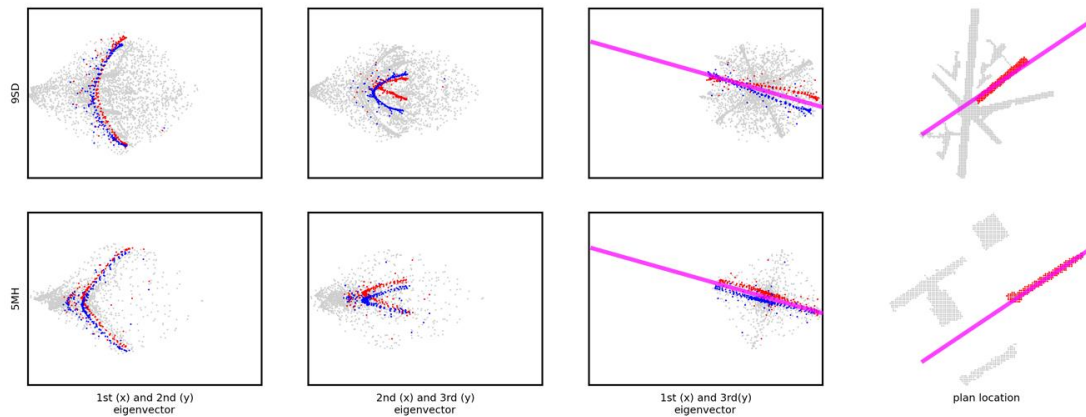 9SD
5MH
1st (x) and 2nd (y)
eigenvector
2nd (x) and 3rd (y)
eigenvector
1st (x) and 3rd(y)
eigenvector
plan location